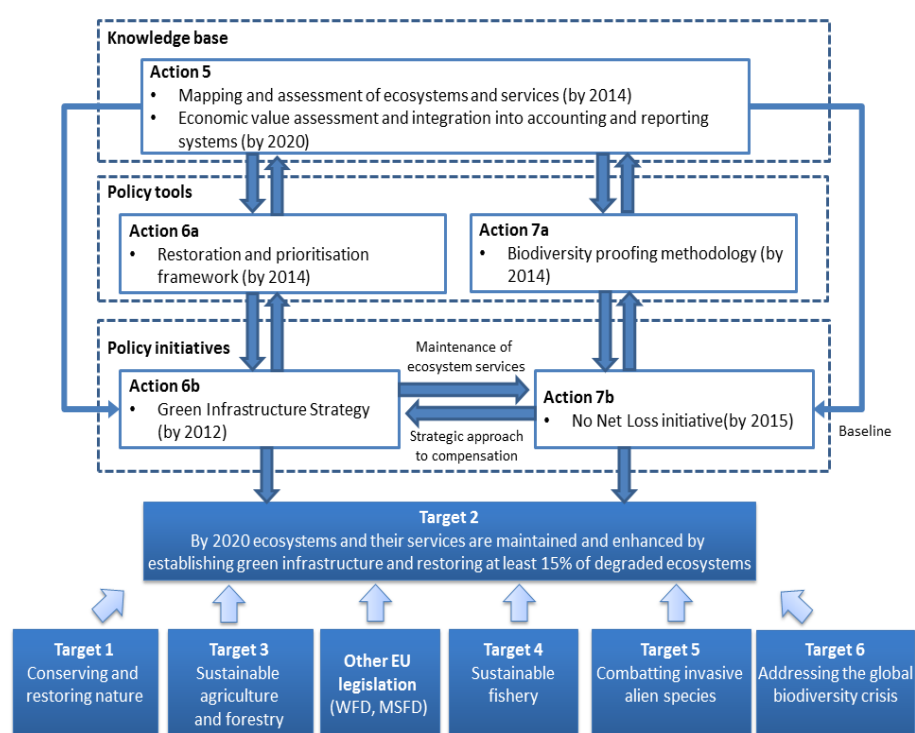 Knowledge base
Action 5
• Mapping and assessment of ecosystems and services (by 2014)
• Economic value assessment and integration into accounting and reporting
systems (by 2020)
Policy tools
Action 6a
• Restoration and prioritisation
framework (by 2014)
Action 7a
• Biodiversity proofing methodology (by
2014)
Policy initiatives
Maintenance of
ecosystem services
Action 6b
• Green Infrastructure Strategy
(by 2012)
Action 7b
• No Net Loss initiative(by 2015)
Strategic approach
to compensation
Baseline
Target 2
By 2020 ecosystems and their services are maintained and enhanced by
establishing green infrastructure and restoring at least 15% of degraded ecosystems
Target 1
Conserving and
restoring nature
Target 3
Sustainable
agriculture
and forestry
Other EU
legislation
(WFD, MSFD)
Target 4
Sustainable
fishery
Target 5
Combatting invasive
alien species
Target 6
Addressing the global
biodiversity crisis